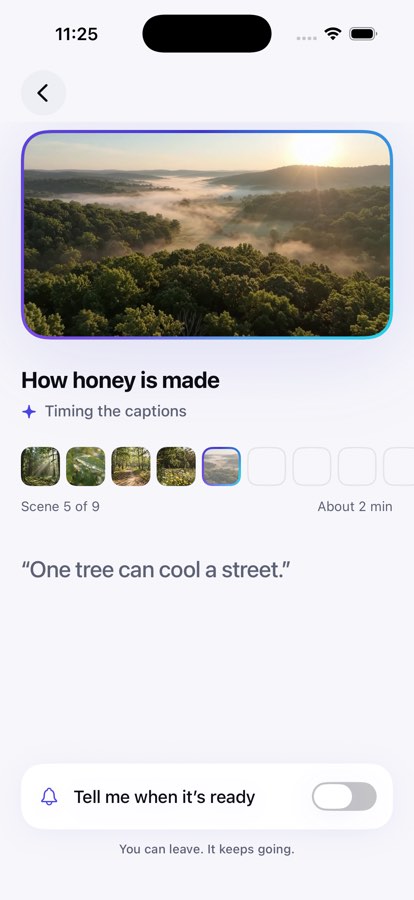 11:25
How honey is made
Timing the captions
Scene 5 of 9
About 2 min
“One tree can cool a street.”
Tell me when it’s ready
You can leave. It keeps going.